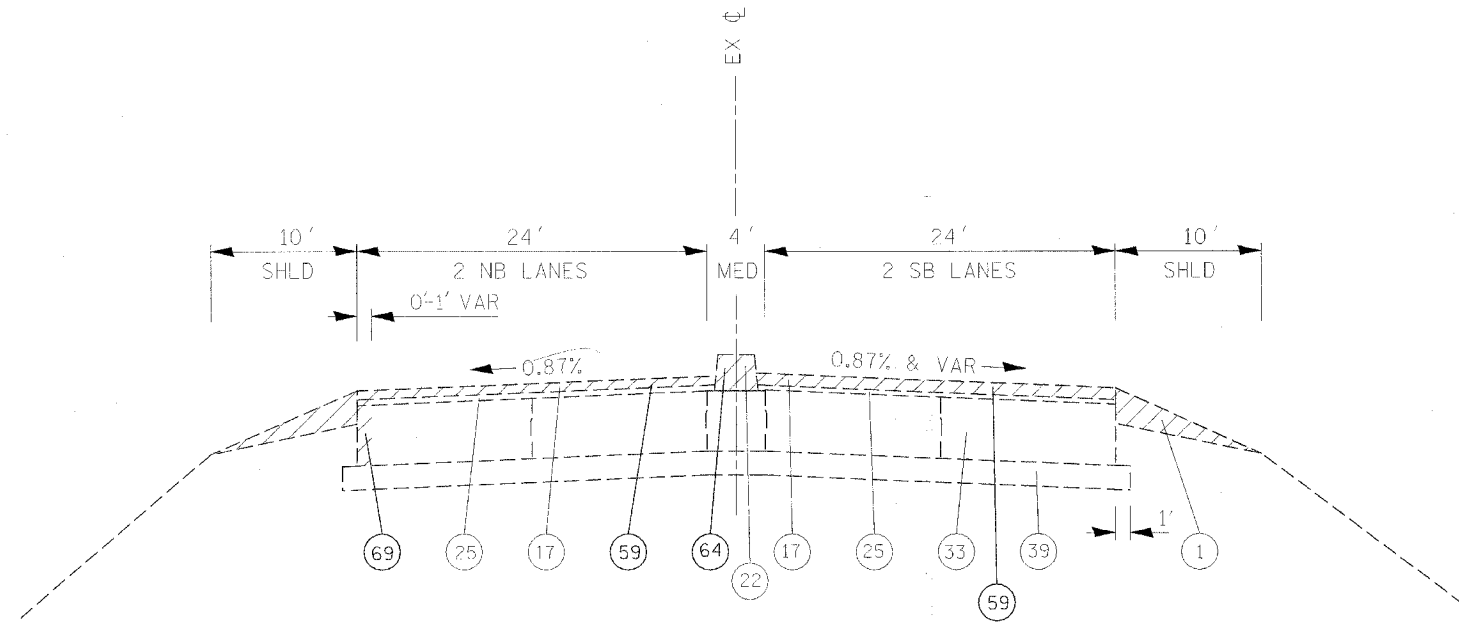 EX ℄
10' 24' 4' 24' 10'
SHLD 2 NB LANES MED 2 SB LANES SHLD
0'-1' VAR
0.87% 0.87% & VAR
1'
69 25 17 59 64 22 17 25 33 39 1
59